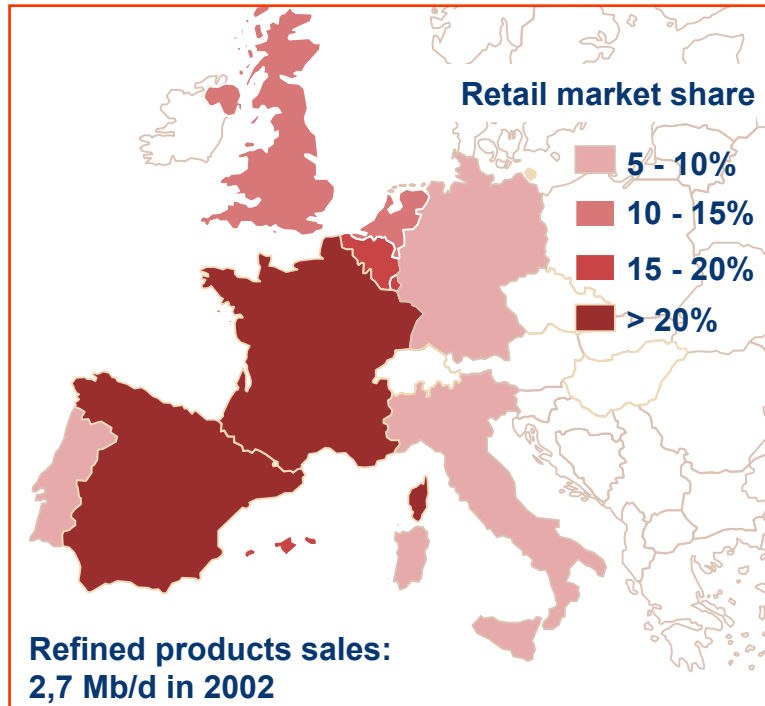 Retail market share
5 - 10%
10 - 15%
15 - 20%
> 20%
Refined products sales:
2,7 Mb/d in 2002